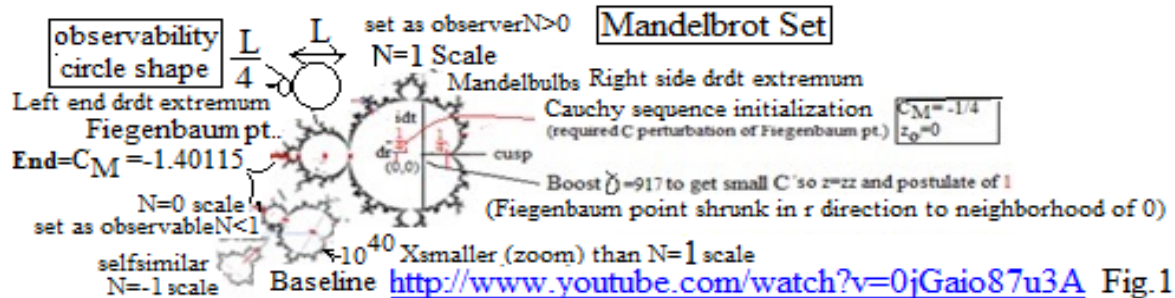 observability
circle shape
L
4
L
set as observerN>0
N=1 Scale
Mandelbrot Set
Mandelbulbs Right side drdt extremum
Left end drdt extremum
Fiegenbaum pt..
End=C_M=-1.40115
Cauchy sequence initialization
(required C perturbation of Fiegenbaum pt.)
C_M= -1/4
z_o=0
idt
dr
(0,0)
cusp
Boost =917 to get small C so z=zz and postulate of 1
(Fiegenbaum point shrunk in r direction to neighborhood of 0)
N=0 scale
set as observableN<1
10^40 Xsmaller (zoom) than N=1 scale
selfsimilar
N=-1 scale
Baseline http://www.youtube.com/watch?v=0jGaio87u3A Fig.1